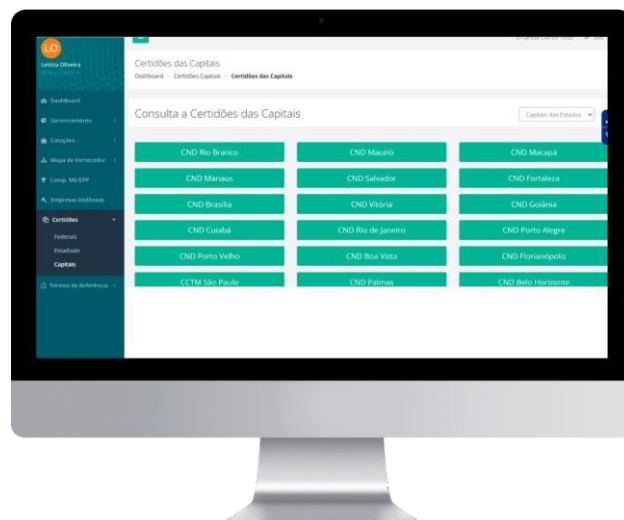 LO
Letícia Oliveira
Certidões das Capitais
Dashboard Certidões Capitais Certidões das Capitais
DashBoard
Gerenciamento
Cotações
Mapa de Fornecedor
Comp. ME/EPP
Empresas Inidôneas
Certidões
Federais
Estaduais
Capitais
Termos de Referência
Consulta a Certidões das Capitais
Capitais dos Estados
CND Rio Branco
CND Maceió
CND Macapá
CND Manaus
CND Salvador
CND Fortaleza
CND Brasília
CND Vitória
CND Goiânia
CND Cuiabá
CND Rio de Janeiro
CND Porto Alegre
CND Porto Velho
CND Boa Vista
CND Florianópolis
CCTM São Paulo
CND Palmas
CND Belo Horizonte